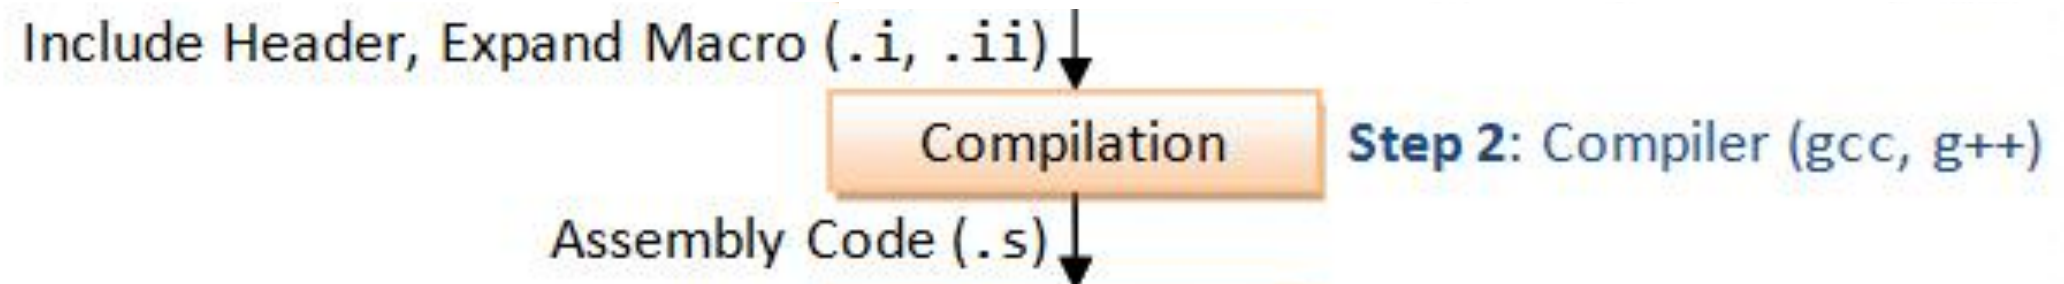 Include Header, Expand Macro (.i, .ii)
Compilation
Step 2: Compiler (gcc, g++)
Assembly Code (.s)